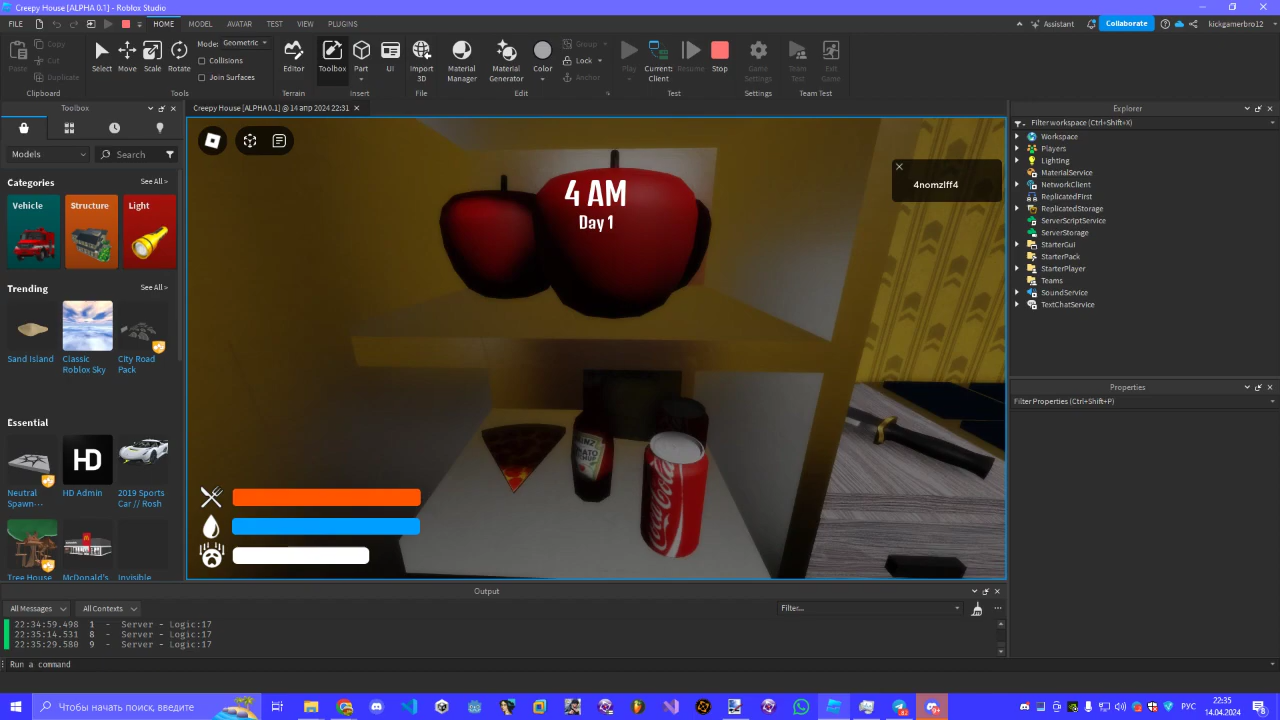 Creepy House [ALPHA 0.1] - Roblox Studio
FILE
HOME
MODEL
AVATAR
TEST
VIEW
PLUGINS
Assistant
Collaborate
kickgamerbro12
Paste
Copy
Cut
Duplicate
Clipboard
Select
Move
Scale
Rotate
Mode: Geometric
Collisions
Join Surfaces
Tools
Editor
Terrain
Toolbox
Part
UI
Insert
Import
3D
File
Material
Manager
Material
Generator
Color
Group
Lock
Anchor
Edit
Play
Current:
Client
Resume
Stop
Test
Game
Settings
Settings
Team
Test
Exit
Game
Team Test
Toolbox
Models
Search
Categories
See All >
Vehicle
Structure
Light
Trending
See All >
Sand Island
Classic
Roblox Sky
City Road
Pack
Essential
See All >
Neutral
Spawn···
HD
HD Admin
2019 Sports
Car // Rosh
Tree House
McDonald's
Invisible
Creepy House [ALPHA 0.1] @ 14 апр 2024 22:31
4 AM
Day 1
4nomzlff4
HEINZ
TOMATO
KETCHUP
Coca-Cola
Explorer
Filter workspace (Ctrl+Shift+X)
Workspace
Players
Lighting
MaterialService
NetworkClient
ReplicatedFirst
ReplicatedStorage
ServerScriptService
ServerStorage
StarterGui
StarterPack
StarterPlayer
Teams
SoundService
TextChatService
Properties
Filter Properties (Ctrl+Shift+P)
Output
All Messages
All Contexts
Filter...
22:34:59.498 1 - Server - Logic:17
22:35:14.531 8 - Server - Logic:17
22:35:29.580 9 - Server - Logic:17
Run a command
Чтобы начать поиск, введите
РУС
22:35
14.04.2024